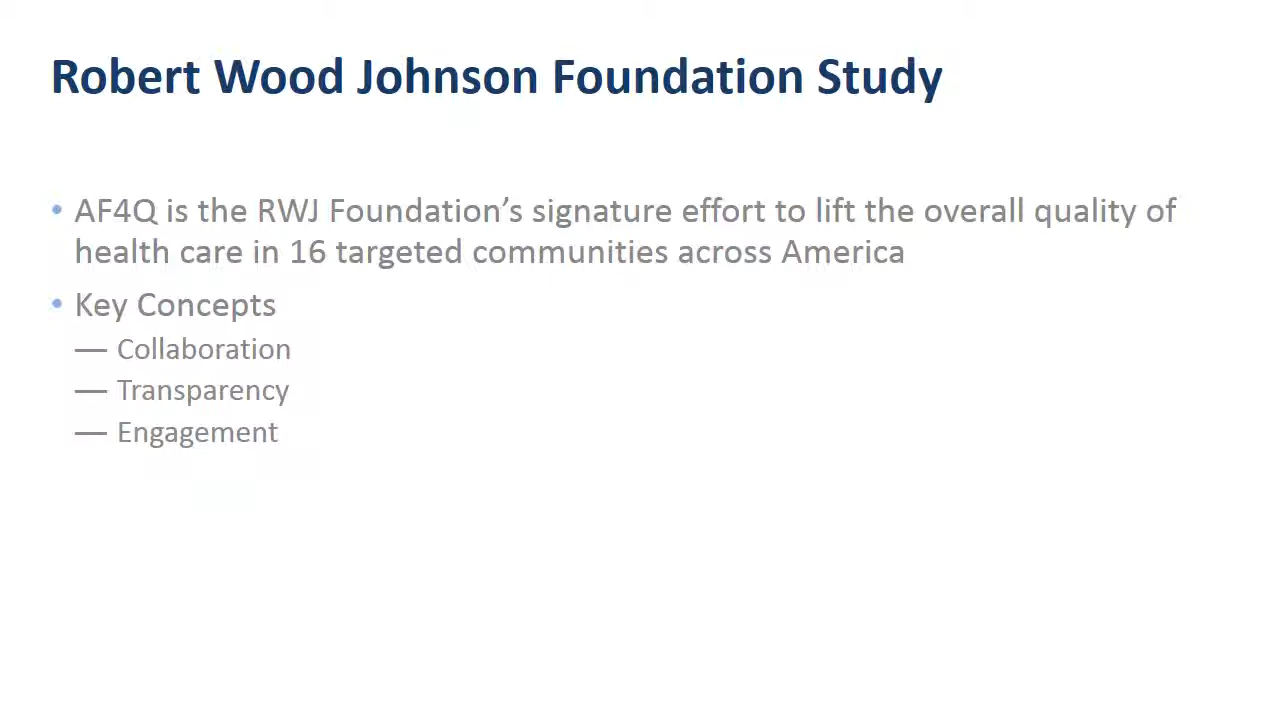 Robert Wood Johnson Foundation Study
• AF4Q is the RWJ Foundation’s signature effort to lift the overall quality of
health care in 16 targeted communities across America
• Key Concepts
— Collaboration
— Transparency
— Engagement